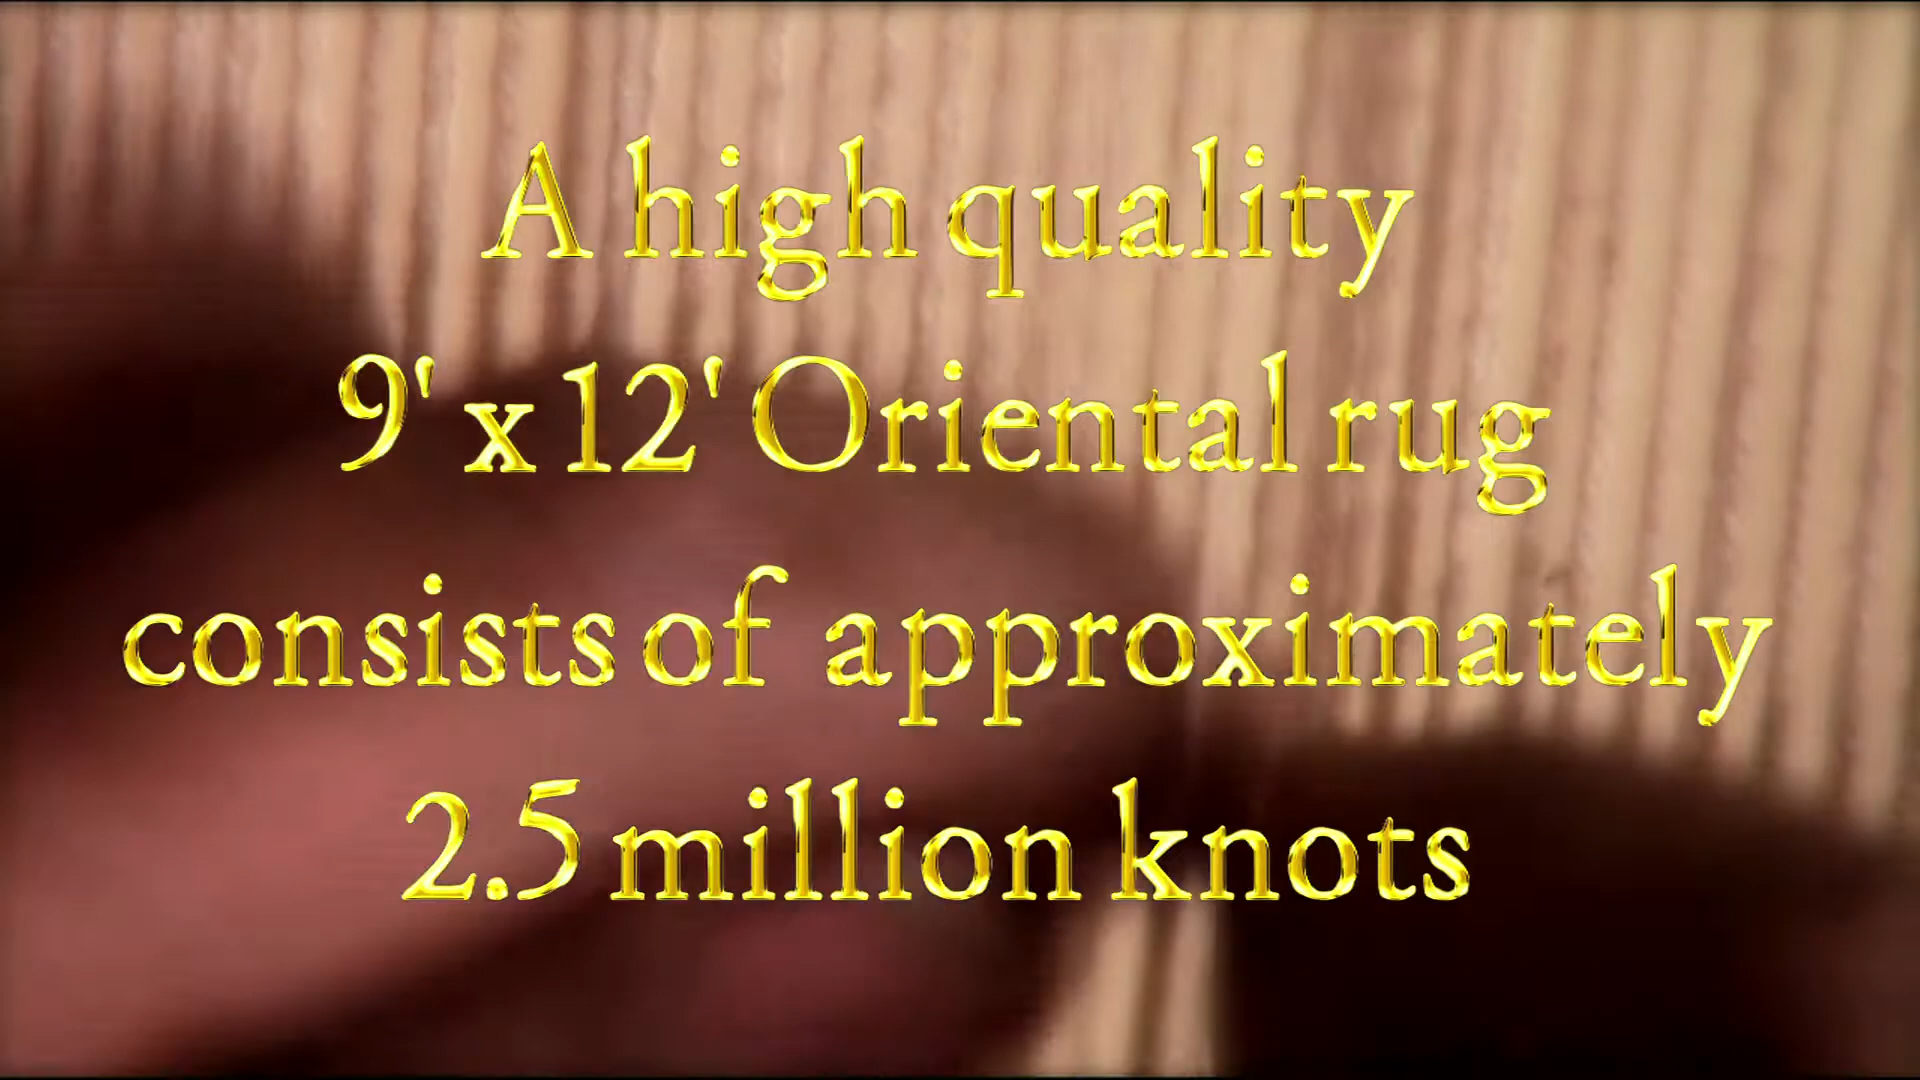 A high quality
9' x 12' Oriental rug
consists of approximately
2.5 million knots